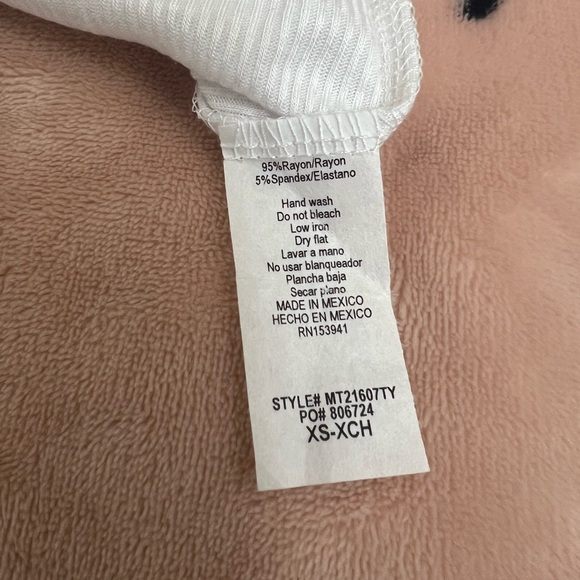 95%Rayon/Rayon
5%Spandex/Elastano
Hand wash
Do not bleach
Low iron
Dry flat
Lavar a mano
No usar blanqueador
Plancha baja
Secar plano
MADE IN MEXICO
HECHO EN MEXICO
RN153941
STYLE# MT21607TY
PO# 806724
XS-XCH